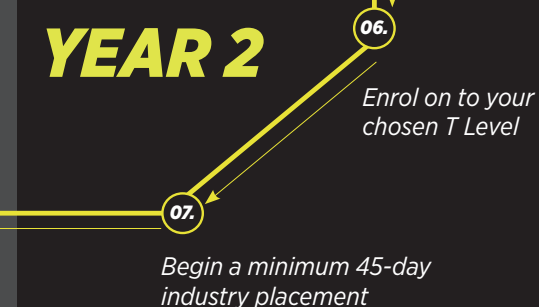 YEAR 2
06.
Enrol on to your
chosen T Level
07.
Begin a minimum 45-day
industry placement